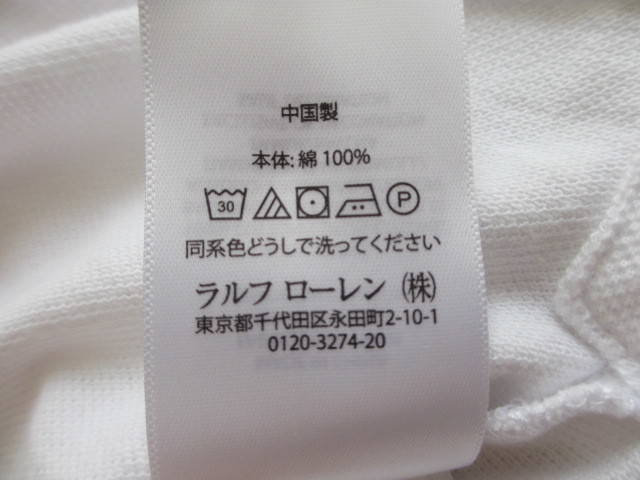 中国製
本体: 綿 100%
30 P
同系色どうしで洗ってください
ラルフ ローレン (株)
東京都千代田区永田町2-10-1
0120-3274-20